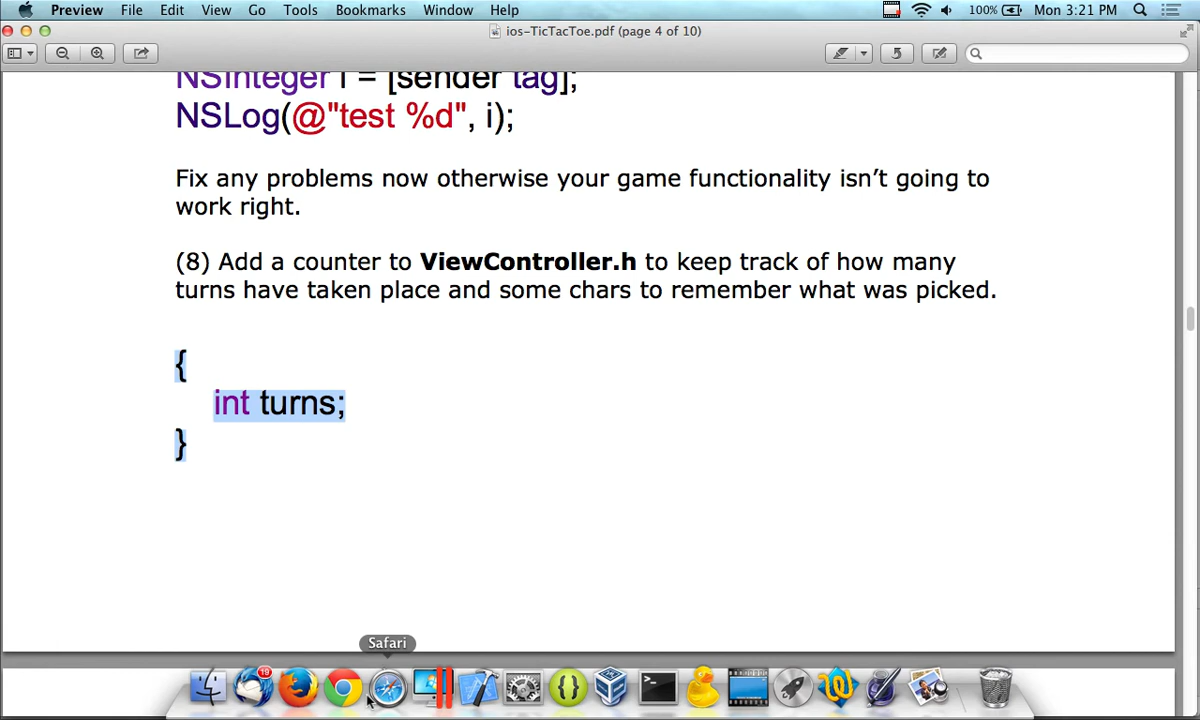 Preview File Edit View Go Tools Bookmarks Window Help 100% Mon 3:21 PM
ios-TicTacToe.pdf (page 4 of 10)
NSInteger i = [sender tag];
NSLog(@"test %d", i);
Fix any problems now otherwise your game functionality isn't going to
work right.
(8) Add a counter to ViewController.h to keep track of how many
turns have taken place and some chars to remember what was picked.
{
int turns;
}
Safari
19